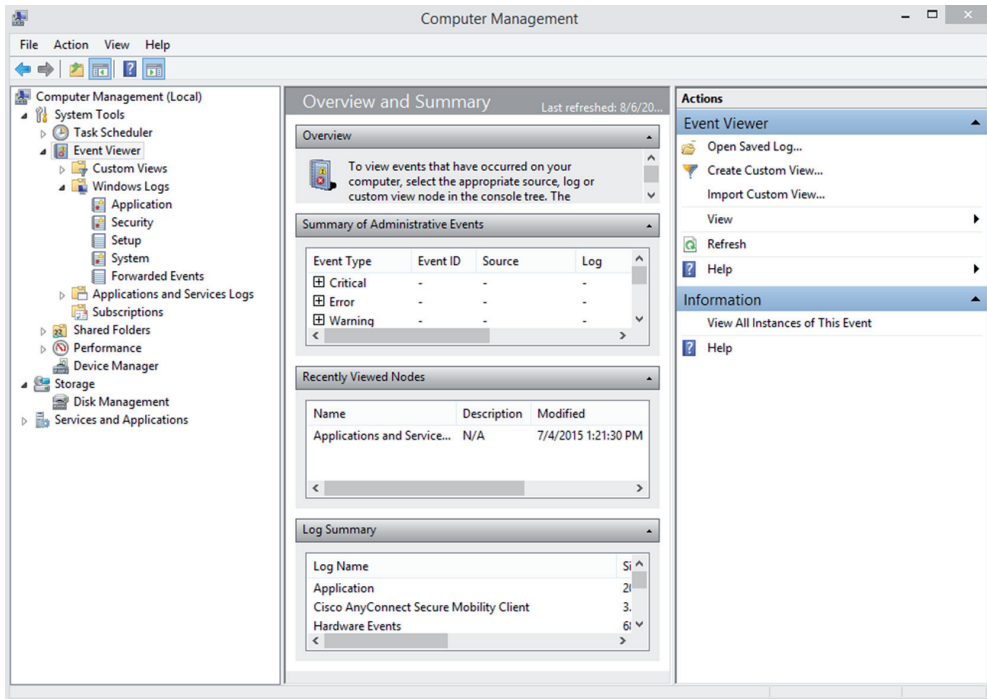 Computer Management
File Action View Help
Computer Management (Local)
System Tools
Task Scheduler
Event Viewer
Custom Views
Windows Logs
Application
Security
Setup
System
Forwarded Events
Applications and Services Logs
Subscriptions
Shared Folders
Performance
Device Manager
Storage
Disk Management
Services and Applications
Overview and Summary Last refreshed: 8/6/20...
Overview
To view events that have occurred on your
computer, select the appropriate source, log or
custom view node in the console tree. The
Summary of Administrative Events
Event Type Event ID Source Log
Critical - - -
Error - - -
Warning - - -
Recently Viewed Nodes
Name Description Modified
Applications and Service... N/A 7/4/2015 1:21:30 PM
Log Summary
Log Name
Application
Cisco AnyConnect Secure Mobility Client 3.
Hardware Events
Actions
Event Viewer
Open Saved Log...
Create Custom View...
Import Custom View...
View
Refresh
Help
Information
View All Instances of This Event
Help